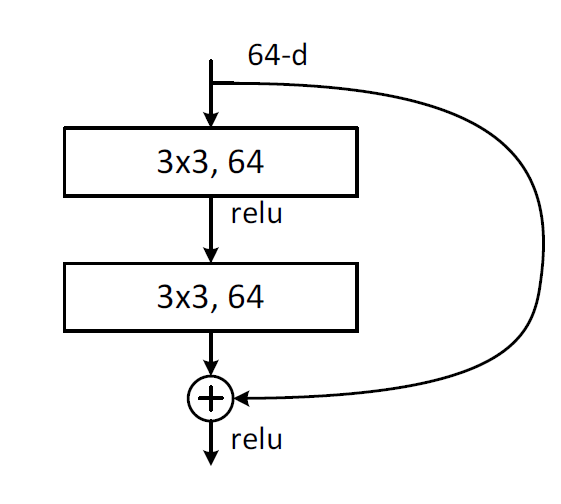 64-d
3x3, 64
relu
3x3, 64
+
relu